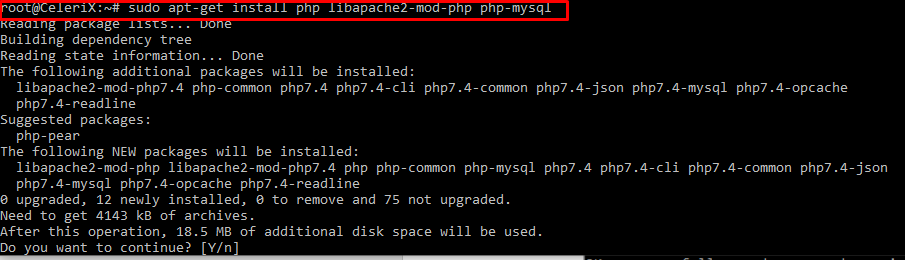 root@CeleriX:~# sudo apt-get install php libapache2-mod-php php-mysql
Reading package lists... Done
Building dependency tree
Reading state information... Done
The following additional packages will be installed:
  libapache2-mod-php7.4 php-common php7.4 php7.4-cli php7.4-common php7.4-json php7.4-mysql php7.4-opcache
  php7.4-readline
Suggested packages:
  php-pear
The following NEW packages will be installed:
  libapache2-mod-php libapache2-mod-php7.4 php php-common php-mysql php7.4 php7.4-cli php7.4-common php7.4-json
  php7.4-mysql php7.4-opcache php7.4-readline
0 upgraded, 12 newly installed, 0 to remove and 75 not upgraded.
Need to get 4143 kB of archives.
After this operation, 18.5 MB of additional disk space will be used.
Do you want to continue? [Y/n]